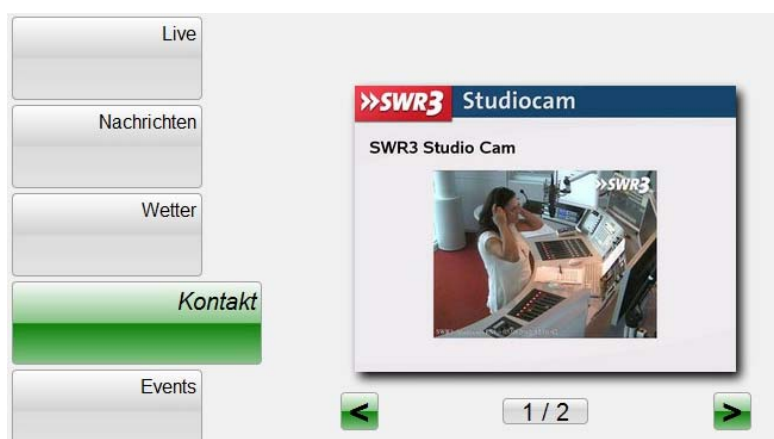 Live
Nachrichten
Wetter
Kontakt
Events
»SWR3 Studiocam
SWR3 Studio Cam
»SWR3
< 1 / 2 >